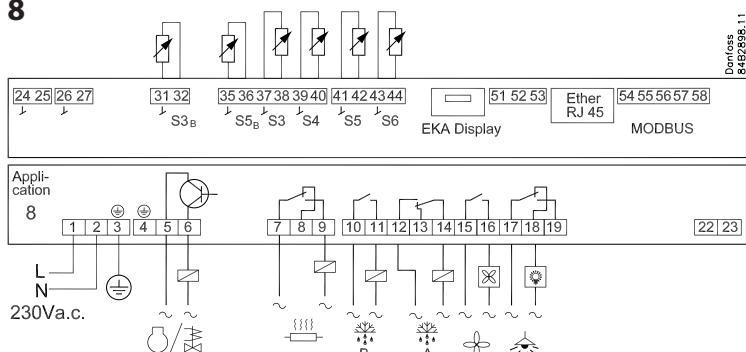 8
Danfoss
84B2898.11
24 25 26 27 31 32 35 36 37 38 39 40 41 42 43 44 51 52 53 Ether RJ 45 54 55 56 57 58
S3B S5B S3 S4 S5 S6 EKA Display MODBUS
Appli-
cation
8
1 2 3 4 5 6 7 8 9 10 11 12 13 14 15 16 17 18 19 22 23
L
N
230Va.c.
B A